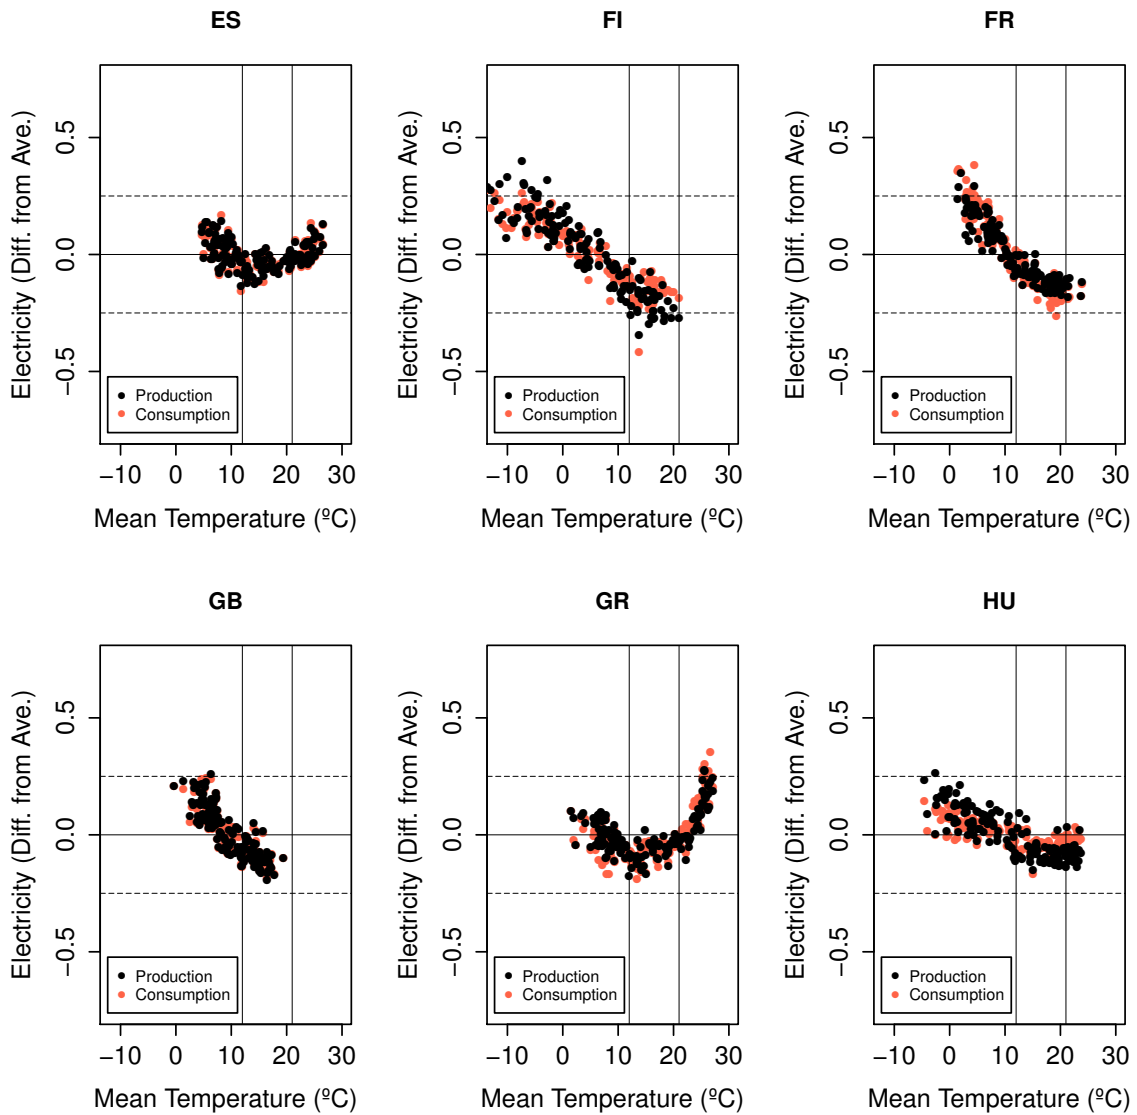 ES
Electricity (Diff. from Ave.)
0.5
0.0
−0.5
Production
Consumption
−10 0 10 20 30
Mean Temperature (ºC)
FI
Electricity (Diff. from Ave.)
0.5
0.0
−0.5
Production
Consumption
−10 0 10 20 30
Mean Temperature (ºC)
FR
Electricity (Diff. from Ave.)
0.5
0.0
−0.5
Production
Consumption
−10 0 10 20 30
Mean Temperature (ºC)
GB
Electricity (Diff. from Ave.)
0.5
0.0
−0.5
Production
Consumption
−10 0 10 20 30
Mean Temperature (ºC)
GR
Electricity (Diff. from Ave.)
0.5
0.0
−0.5
Production
Consumption
−10 0 10 20 30
Mean Temperature (ºC)
HU
Electricity (Diff. from Ave.)
0.5
0.0
−0.5
Production
Consumption
−10 0 10 20 30
Mean Temperature (ºC)